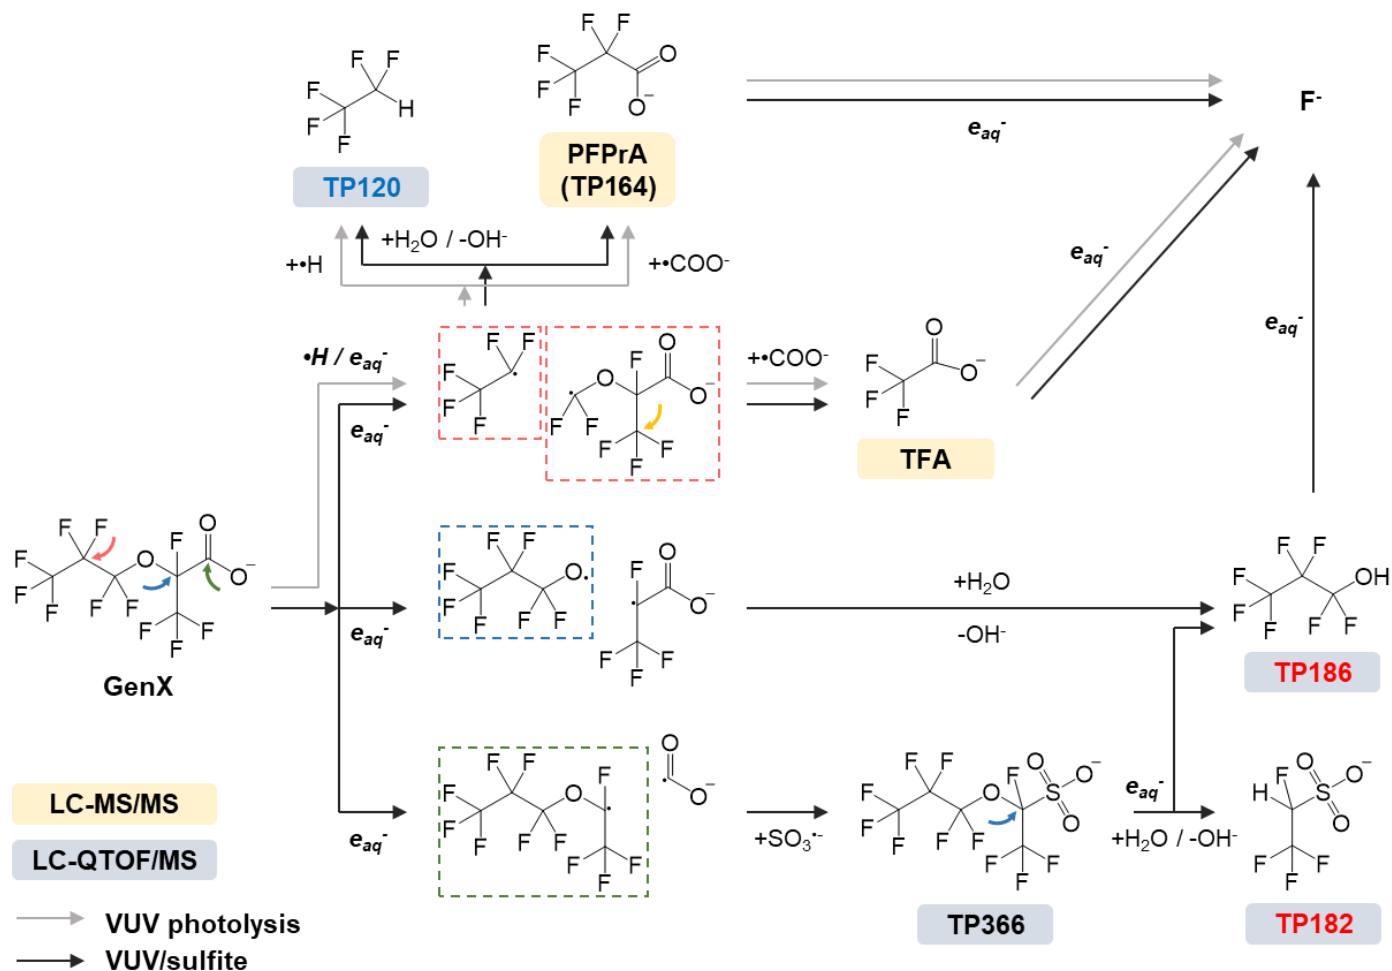 TP120
PFPrA
(TP164)
F-
e_aq^-
+H₂O / -OH⁻
+•H
+•COO⁻
•H / e_aq^-
e_aq^-
+•COO⁻
TFA
e_aq^-
e_aq^-
GenX
e_aq^-
+H₂O
-OH⁻
TP186
e_aq^-
+SO₃•⁻
TP366
e_aq^-
+H₂O / -OH⁻
TP182
LC-MS/MS
LC-QTOF/MS
VUV photolysis
VUV/sulfite